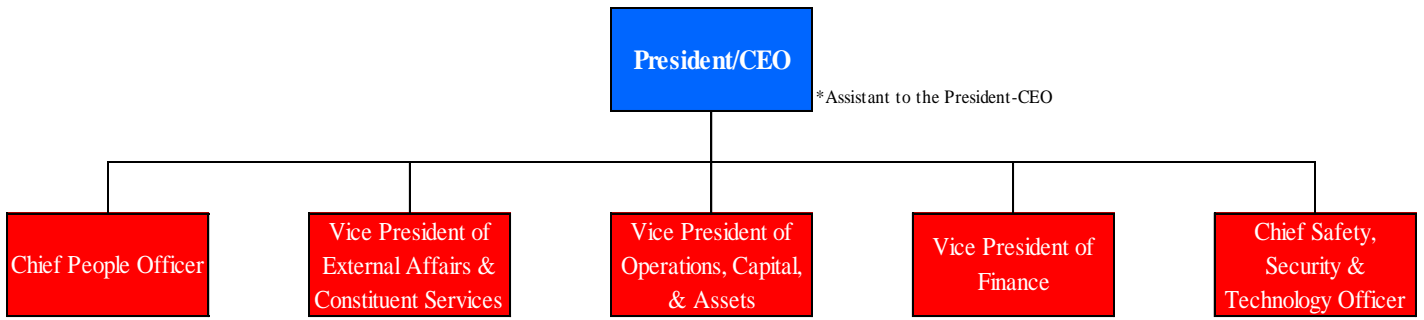 President/CEO
*Assistant to the President-CEO
Chief People Officer
Vice President of
External Affairs &
Constituent Services
Vice President of
Operations, Capital,
& Assets
Vice President of
Finance
Chief Safety,
Security &
Technology Officer